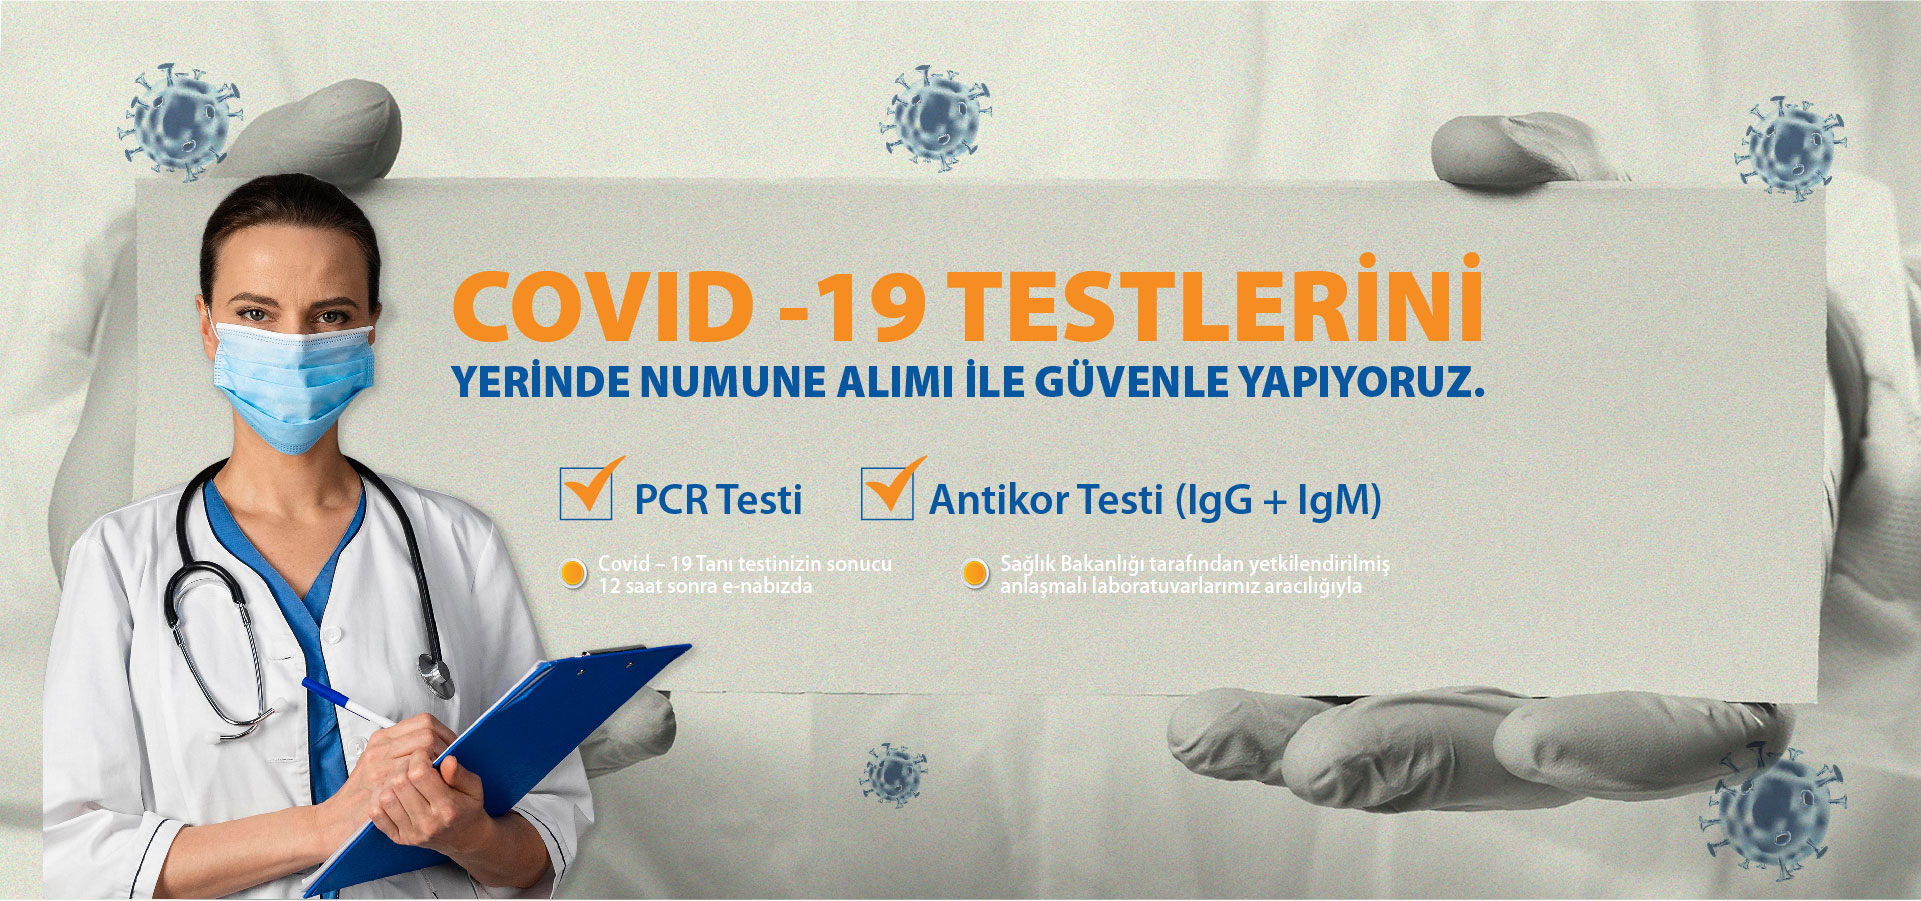 COVID -19 TESTLERİNİ
YERİNDE NUMUNE ALIMI İLE GÜVENLE YAPIYORUZ.
PCR Testi
Antikor Testi (IgG + IgM)
Covid – 19 Tanı testinizin sonucu
12 saat sonra e-nabızda
Sağlık Bakanlığı tarafından yetkilendirilmiş
anlaşmalı laboratuvarlarımız aracılığıyla